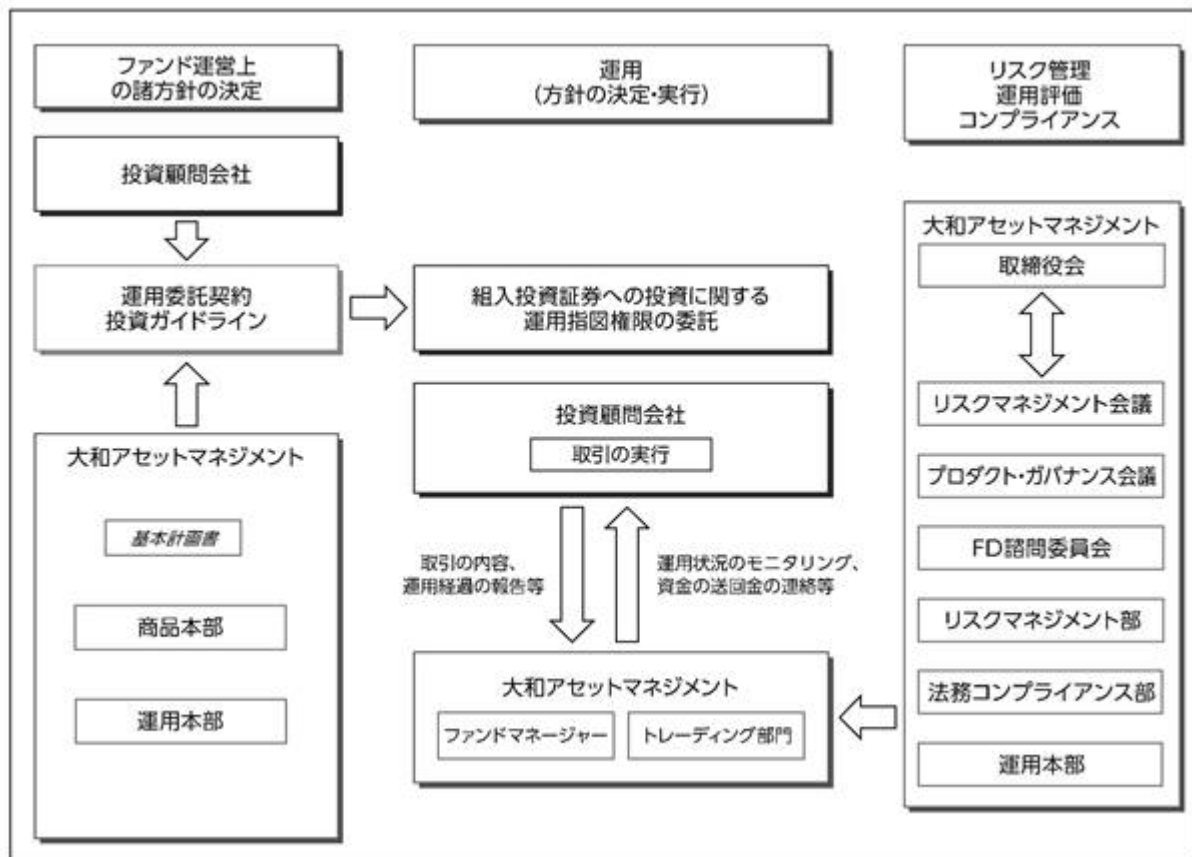 ファンド運営上
の諸方針の決定
投資顧問会社
運用委託契約
投資ガイドライン
大和アセットマネジメント
基本計画書
商品本部
運用本部
運用
(方針の決定・実行)
組入投資証券への投資に関する
運用指図権限の委託
投資顧問会社
取引の実行
取引の内容、
運用経過の報告等
運用状況のモニタリング、
資金の送回金の連絡等
大和アセットマネジメント
ファンドマネージャー
トレーディング部門
リスク管理
運用評価
コンプライアンス
大和アセットマネジメント
取締役会
リスクマネジメント会議
プロダクト・ガバナンス会議
FD諮問委員会
リスクマネジメント部
法務コンプライアンス部
運用本部